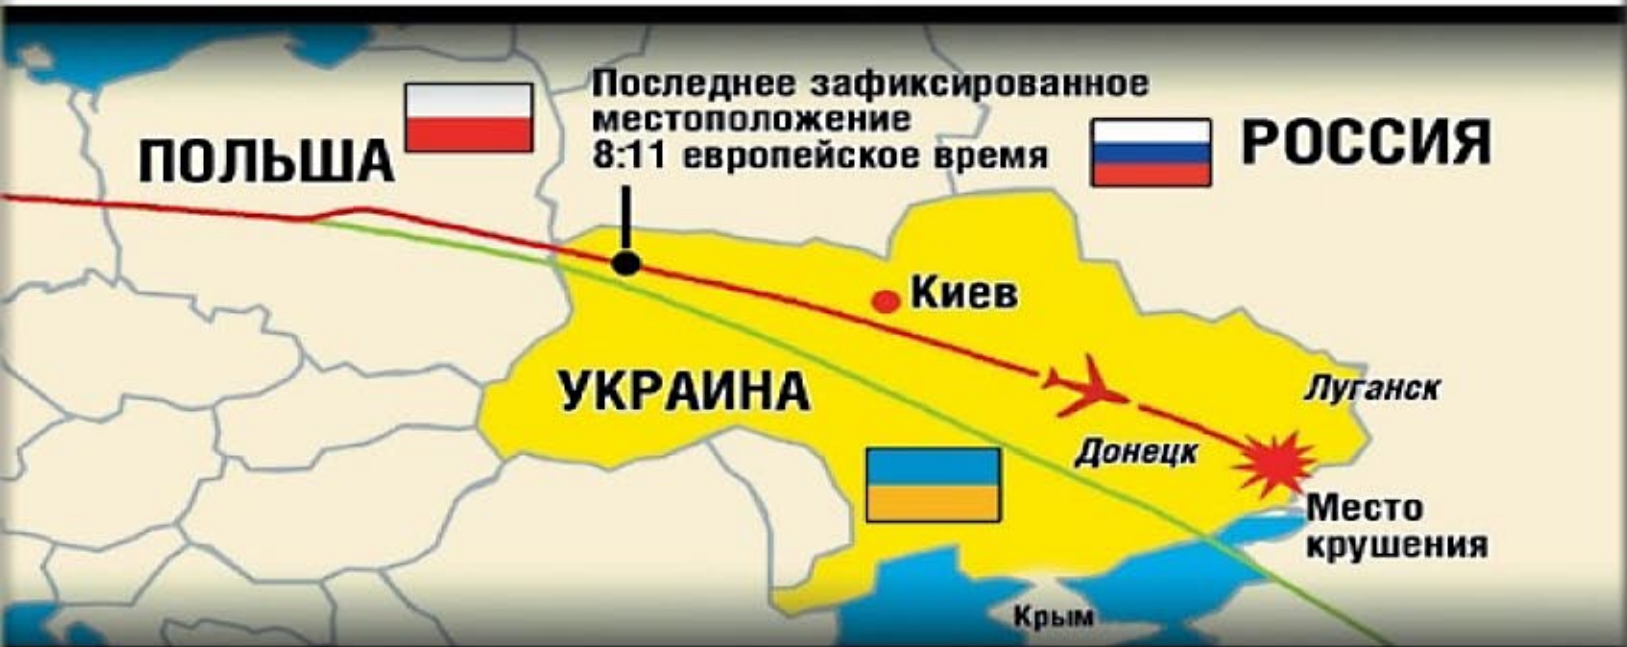 Последнее зафиксированное
местоположение
8:11 европейское время
ПОЛЬША
РОССИЯ
Киев
УКРАИНА
Луганск
Донецк
Место
крушения
Крым